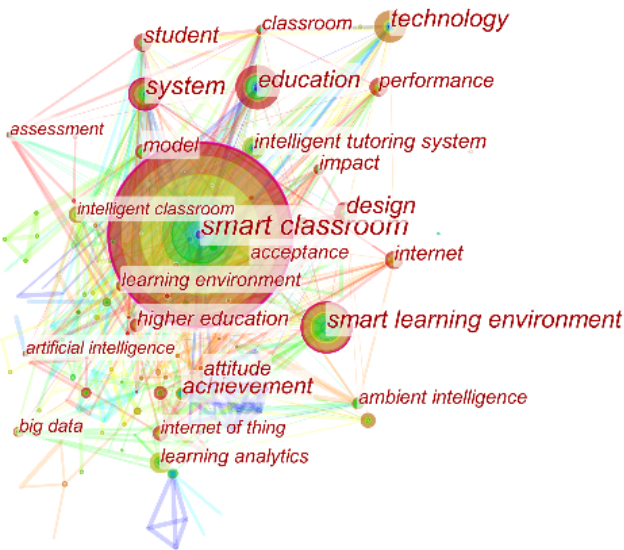 technology
classroom
student
education
performance
system
assessment
intelligent tutoring system
model
impact
intelligent classroom
design
smart classroom
acceptance
internet
learning environment
higher education
smart learning environment
artificial intelligence
attitude
achievement
ambient intelligence
big data
internet of thing
learning analytics